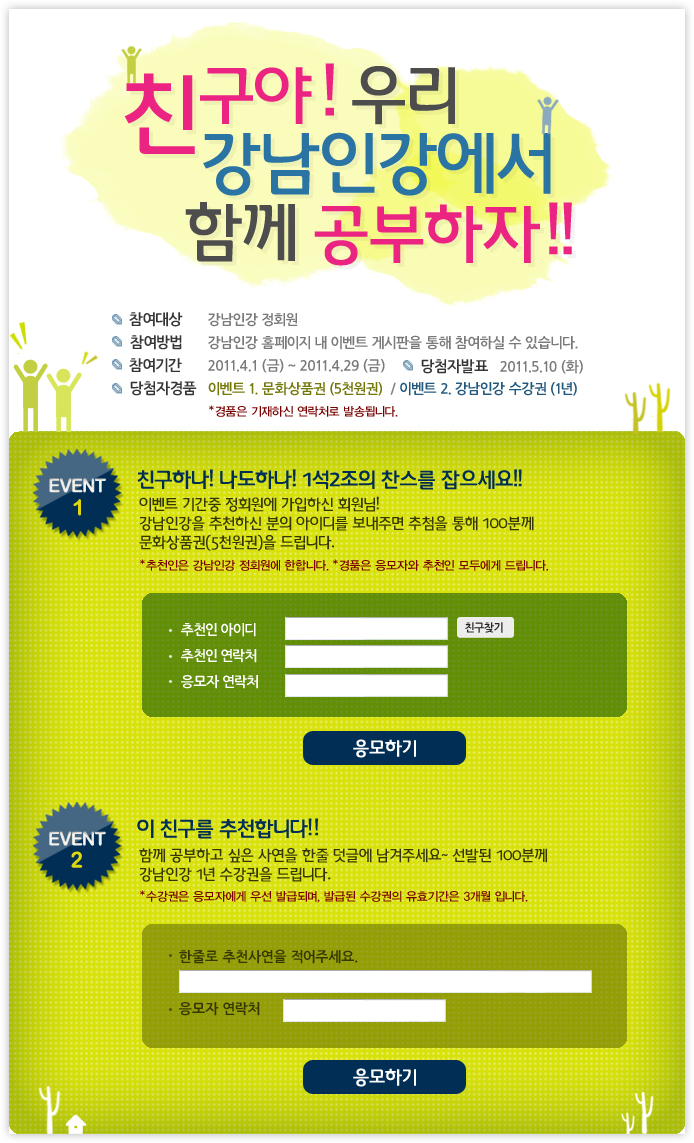 친구야! 우리
강남인강에서
함께 공부하자!!
참여대상 강남인강 정회원
참여방법 강남인강 홈페이지 내 이벤트 게시판을 통해 참여하실 수 있습니다.
참여기간 2011.4.1 (금) ~ 2011.4.29 (금) 당첨자발표 2011.5.10 (화)
당첨자경품 이벤트 1. 문화상품권 (5천원권) / 이벤트 2. 강남인강 수강권 (1년)
*경품은 기재하신 연락처로 발송됩니다.
EVENT
1
친구하나! 나도하나! 1석2조의 찬스를 잡으세요!!
이벤트 기간중 정회원에 가입하신 회원님!
강남인강을 추천하신 분의 아이디를 보내주면 추첨을 통해 100분께
문화상품권(5천원권)을 드립니다.
*추천인은 강남인강 정회원에 한합니다. *경품은 응모자와 추천인 모두에게 드립니다.
· 추천인 아이디 친구찾기
· 추천인 연락처
· 응모자 연락처
응모하기
EVENT
2
이 친구를 추천합니다!!
함께 공부하고 싶은 사연을 한줄 덧글에 남겨주세요~ 선발된 100분께
강남인강 1년 수강권을 드립니다.
*수강권은 응모자에게 우선 발급되며, 발급된 수강권의 유효기간은 3개월 입니다.
· 한줄로 추천사연을 적어주세요.
· 응모자 연락처
응모하기